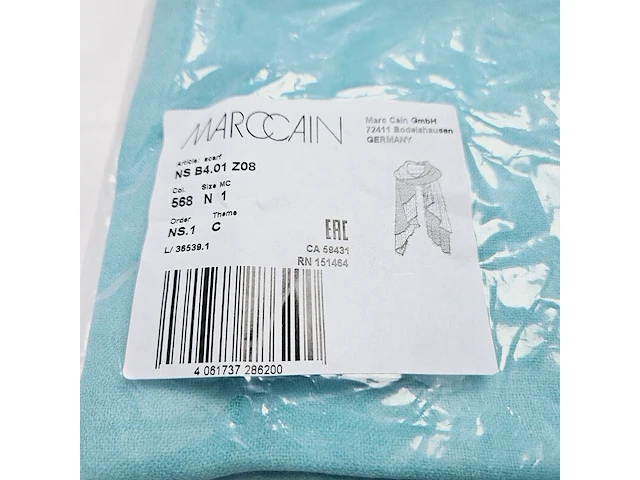 MARCCAIN
Marc Cain GmbH
72411 Bodelshausen
GERMANY
Article: scarf
NS B4.01 Z08
Col. Size MC
568 N 1
Order Theme
NS.1 C
L/ 36539.1
EAC
CA 59431
RN 151464
4 061737 286200